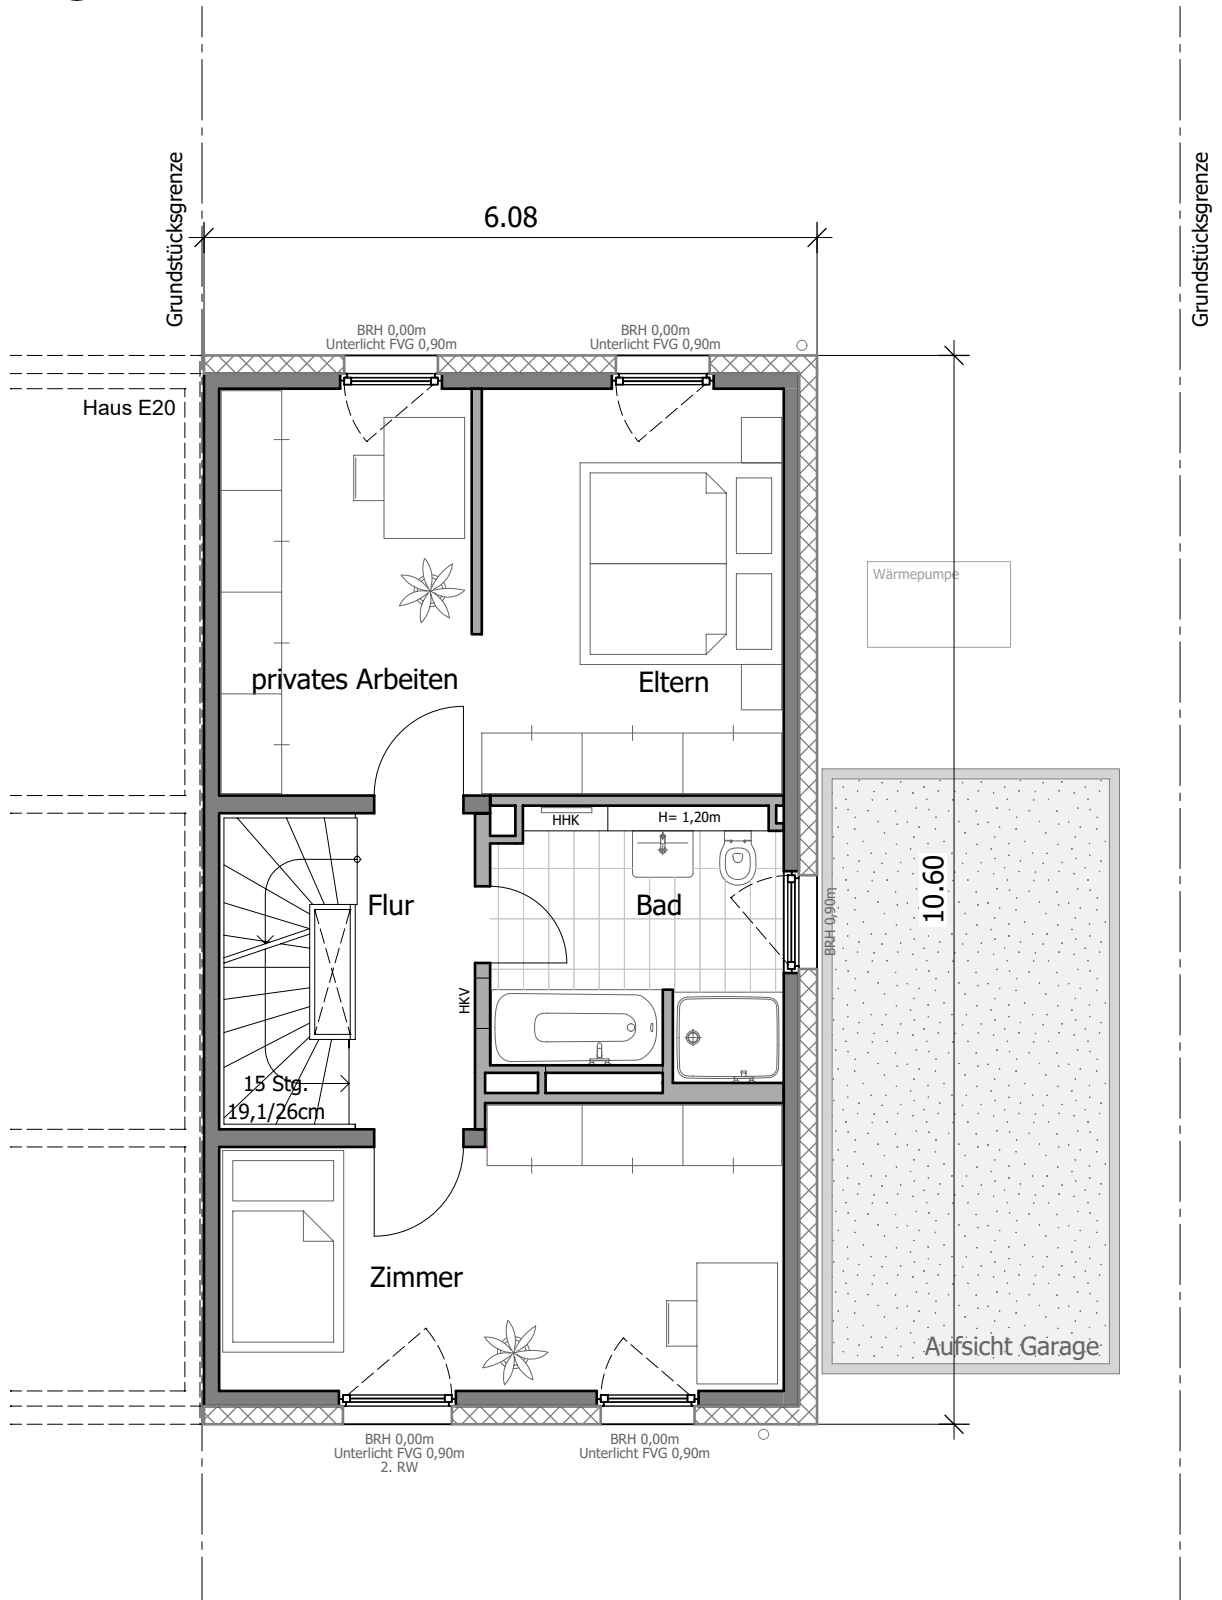 Grundstücksgrenze
Grundstücksgrenze
6.08
BRH 0,00m
Unterlicht FVG 0,90m
BRH 0,00m
Unterlicht FVG 0,90m
Haus E20
Wärmepumpe
privates Arbeiten
Eltern
HHK
H= 1,20m
Flur
Bad
BRH 0,90m
10.60
HKV
15 Stg.
19,1/26cm
Zimmer
Aufsicht Garage
BRH 0,00m
Unterlicht FVG 0,90m
2. RW
BRH 0,00m
Unterlicht FVG 0,90m